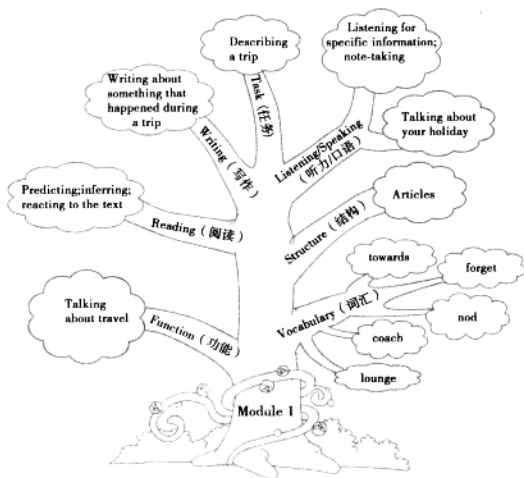 Describing
a trip
Listening for
specific information;
note-taking
Writing about
something that
happened during
a trip
Task (任务)
Talking about
your holiday
Writing (写作)
Listening/Speaking
(听力/口语)
Predicting;inferring;
reacting to the text
Reading (阅读)
Articles
Structure (结构)
towards
forget
Talking
about travel
Function (功能)
Vocabulary (词汇)
nod
coach
lounge
Module 1